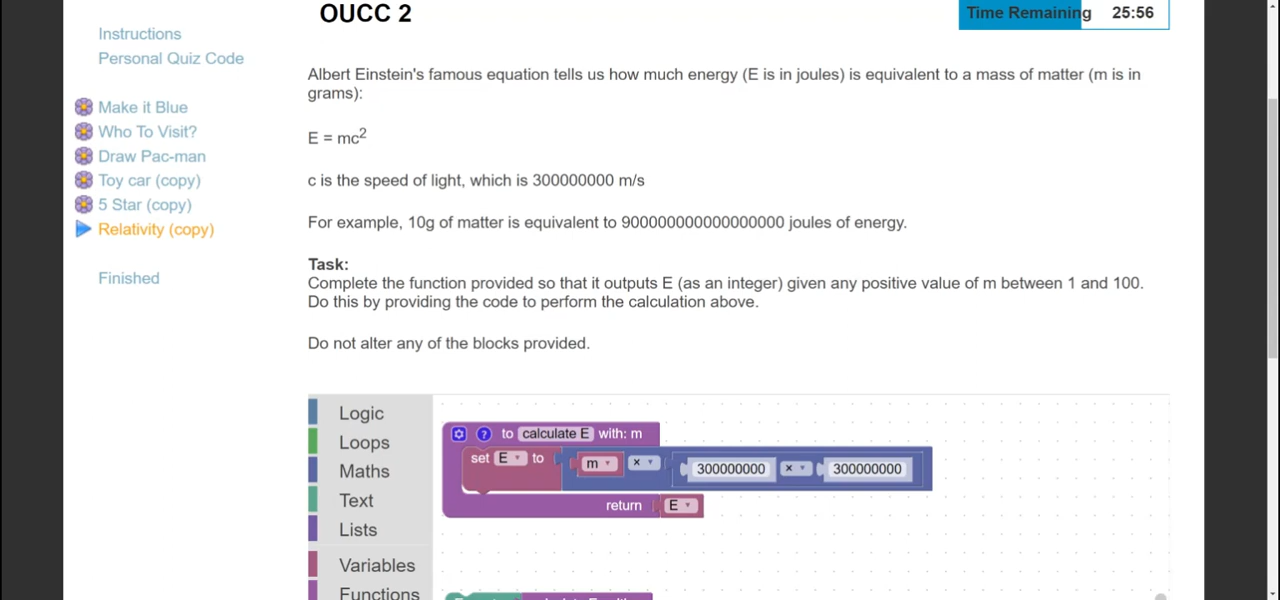 OUCC 2
Time Remaining 25:56
Instructions
Personal Quiz Code
Make it Blue
Who To Visit?
Draw Pac-man
Toy car (copy)
5 Star (copy)
Relativity (copy)
Finished
Albert Einstein's famous equation tells us how much energy (E is in joules) is equivalent to a mass of matter (m is in
grams):
E = mc²
c is the speed of light, which is 300000000 m/s
For example, 10g of matter is equivalent to 900000000000000000 joules of energy.
Task:
Complete the function provided so that it outputs E (as an integer) given any positive value of m between 1 and 100.
Do this by providing the code to perform the calculation above.
Do not alter any of the blocks provided.
Logic
Loops
Maths
Text
Lists
Variables
Functions
? to calculate E with: m
set E to m × 300000000 × 300000000
return E